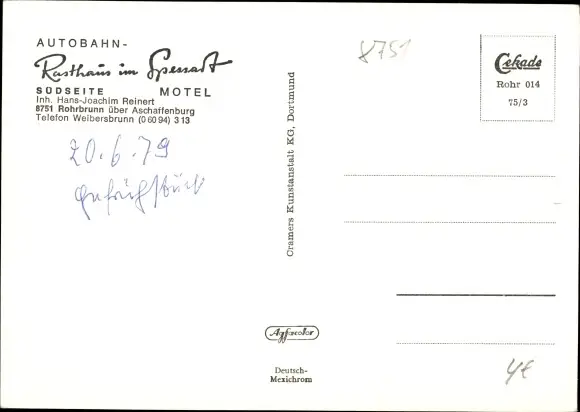 AUTOBAHN-
Rasthaus im Spessart
SÜDSEITE MOTEL
Inh. Hans-Joachim Reinert
8751 Rohrbrunn über Aschaffenburg
Telefon Weibersbrunn (0 60 94) 3 13
20.6.79
gefrühstückt
8751
Cekade
Rohr 014
75/3
Cramers Kunstanstalt KG, Dortmund
Agfacolor
Deutsch-
Mexichrom
4€